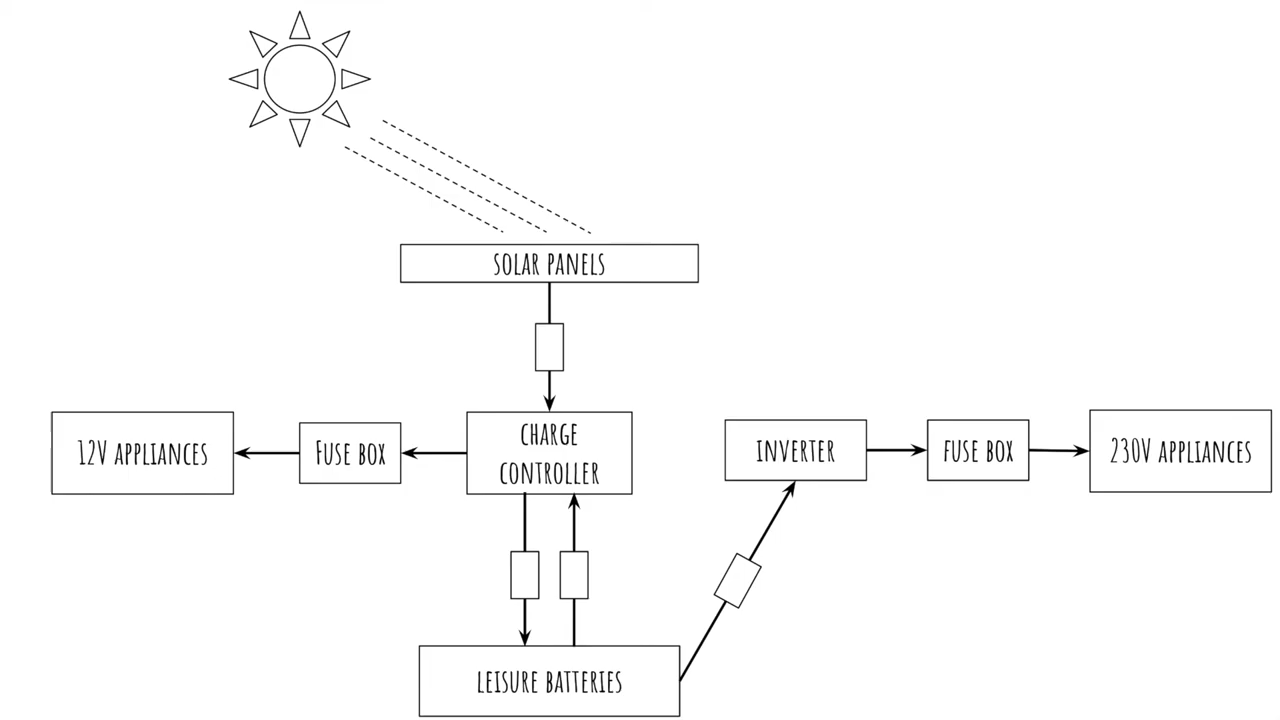 SOLAR PANELS
12V APPLIANCES
FUSE BOX
CHARGE
CONTROLLER
INVERTER
FUSE BOX
230V APPLIANCES
LEISURE BATTERIES